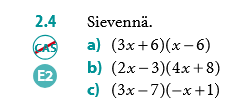 2.4 Sievennä.
CAS a) (3x+6)(x−6)
E2 b) (2x−3)(4x+8)
c) (3x−7)(−x+1)